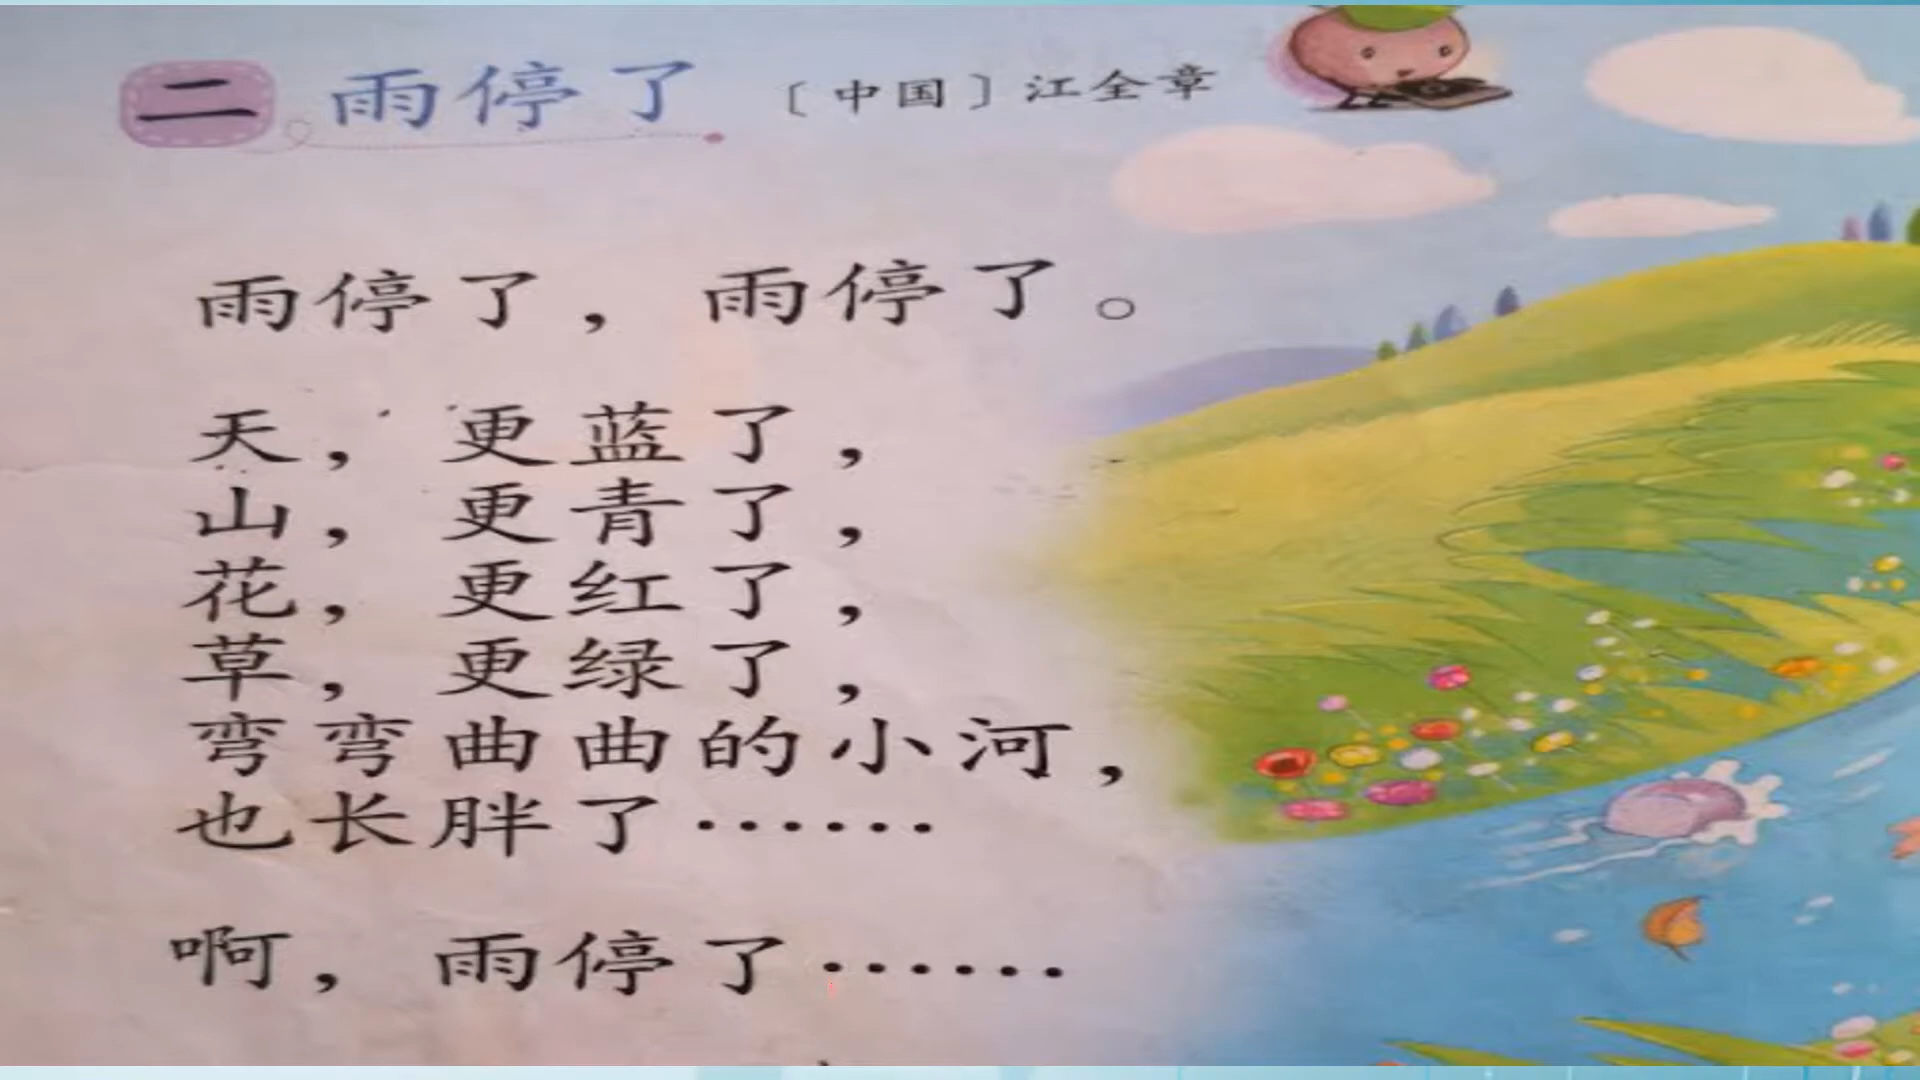 二 雨停了 〔中国〕江全章
雨停了，雨停了。
天，更蓝了，
山，更青了，
花，更红了，
草，更绿了，
弯弯曲曲的小河，
也长胖了……
啊，雨停了……